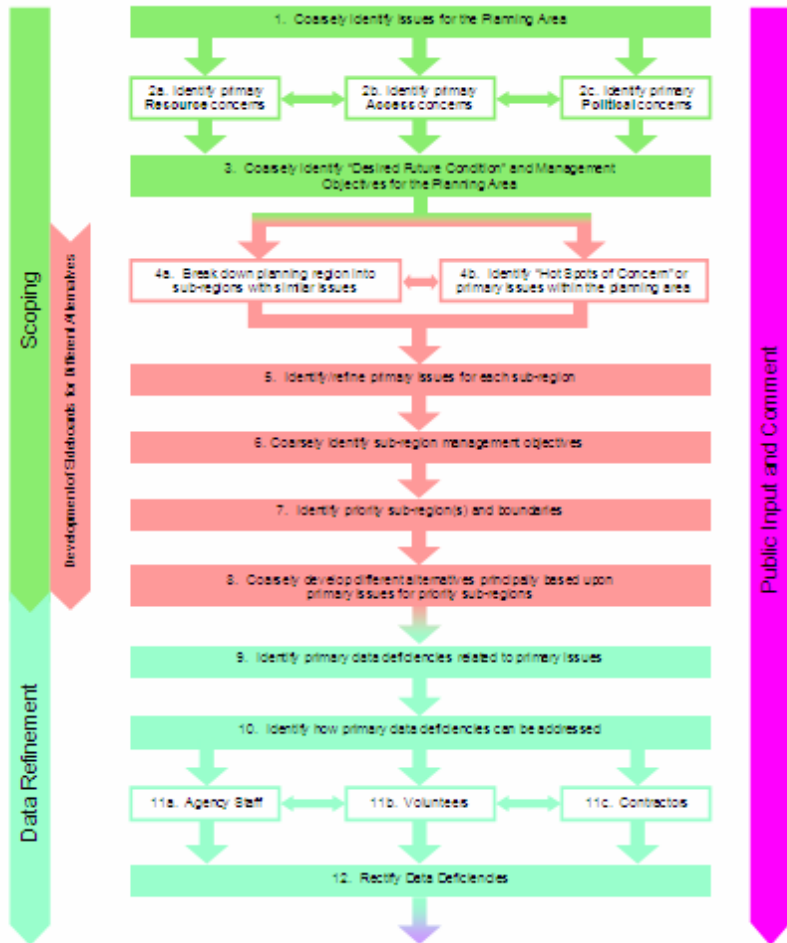 1. Coarsely Identify Issues for the Planning Area
2a. Identify primary
Resource concerns
2b. Identify primary
Access concerns
2c. Identify primary
Political concerns
3. Coarsely Identify "Desired Future Condition" and Management
Objectives for the Planning Area
4a. Break down planning region into
sub-regions with similar issues
4b. Identify "Hot Spots of Concern" or
primary issues within the planning area
5. Identify/refine primary issues for each sub-region
6. Coarsely identify sub-region management objectives
7. Identify priority sub-region(s) and boundaries
8. Coarsely develop different alternatives principally based upon
primary issues for priority sub-regions
9. Identify primary data deficiencies related to primary issues
10. Identify how primary data deficiencies can be addressed
11a. Agency Staff
11b. Volunteers
11c. Contractors
12. Rectify Data Deficiencies
Scoping
Data Refinement
Development of Sideboards for Different Alternatives
Public Input and Comment